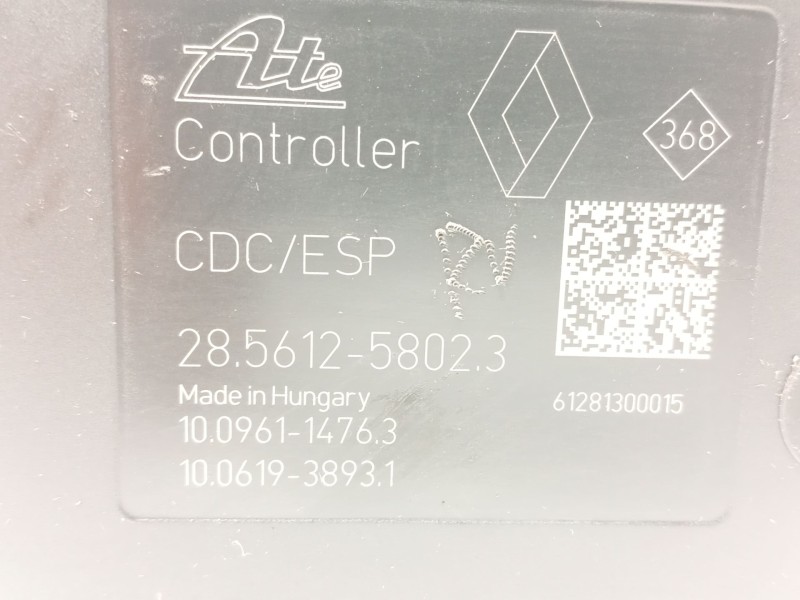 Ate
Controller
368
CDC/ESP
28.5612-5802.3
Made in Hungary
61281300015
10.0961-1476.3
10.0619-3893.1